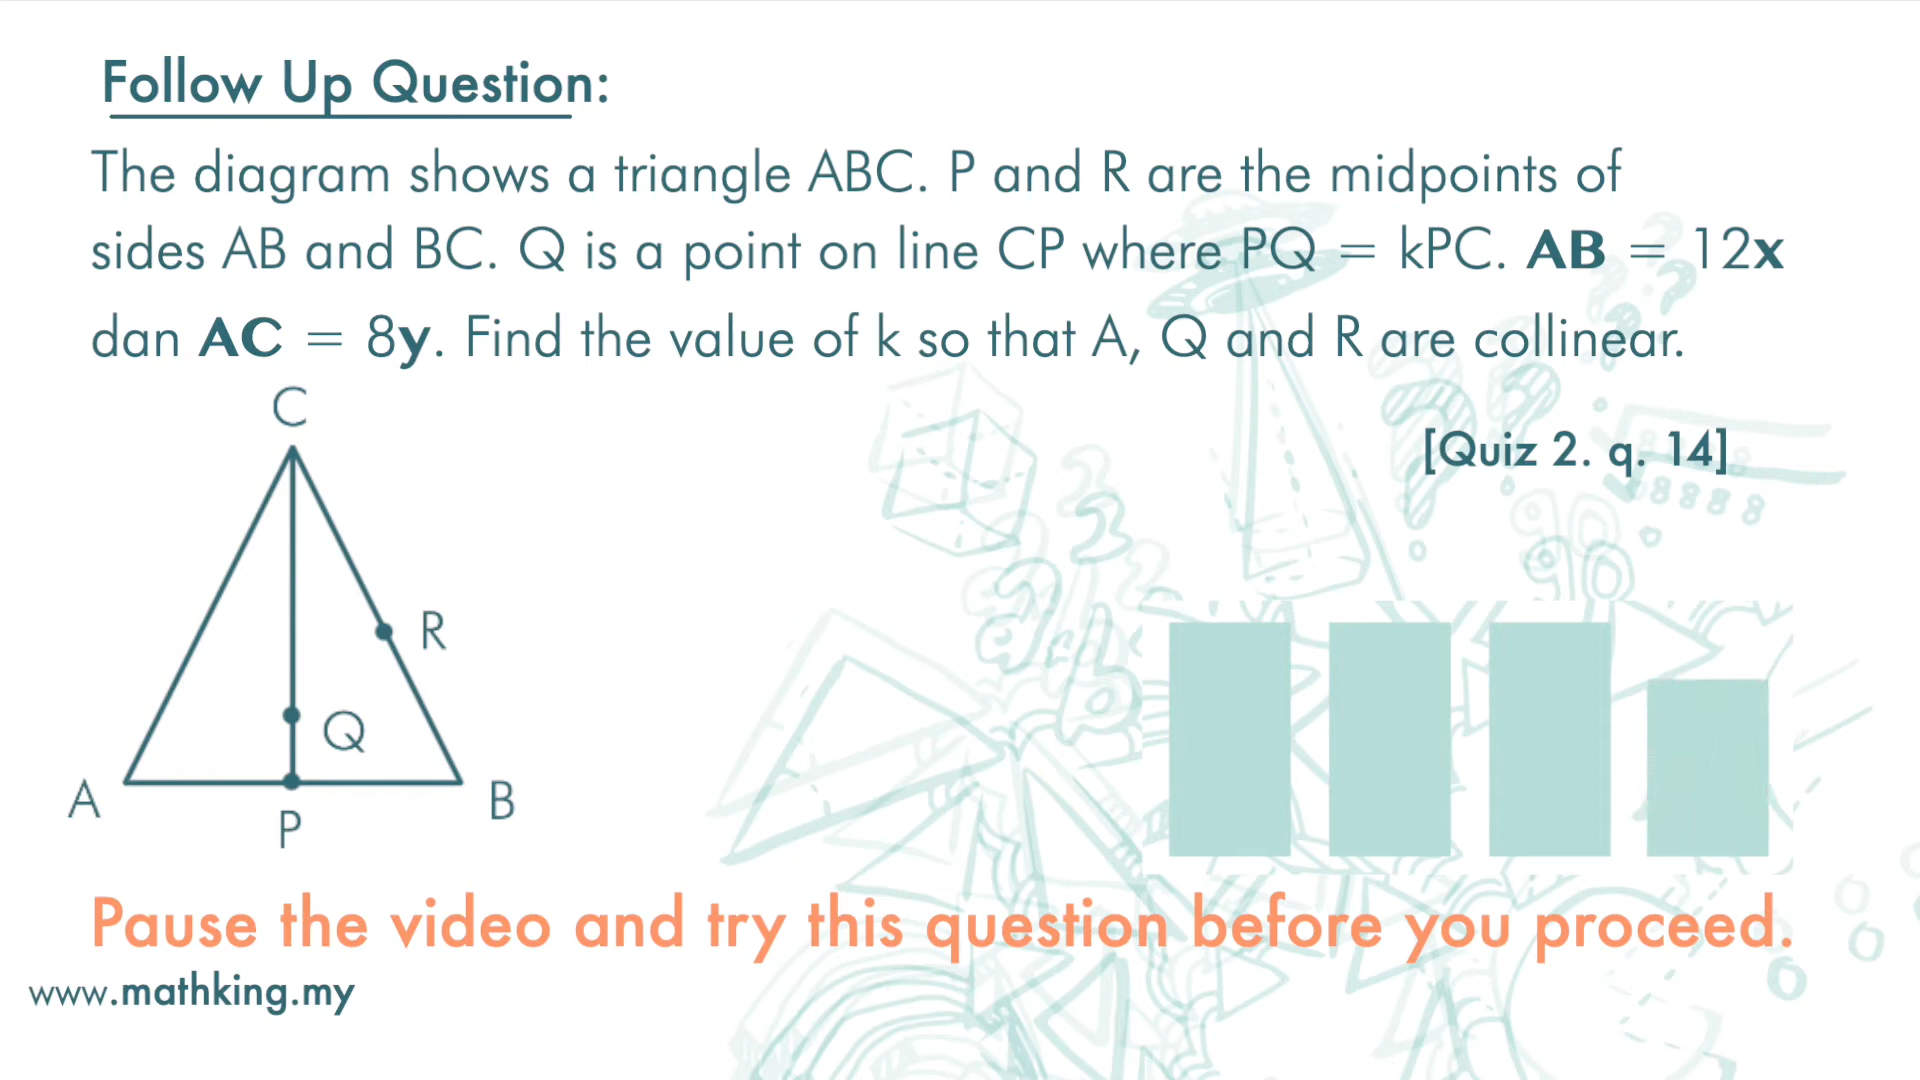 Follow Up Question:
The diagram shows a triangle ABC. P and R are the midpoints of
sides AB and BC. Q is a point on line CP where PQ = kPC. AB = 12x
dan AC = 8y. Find the value of k so that A, Q and R are collinear.
[Quiz 2. q. 14]
C
R
Q
A
B
P
Pause the video and try this question before you proceed.
www.mathking.my